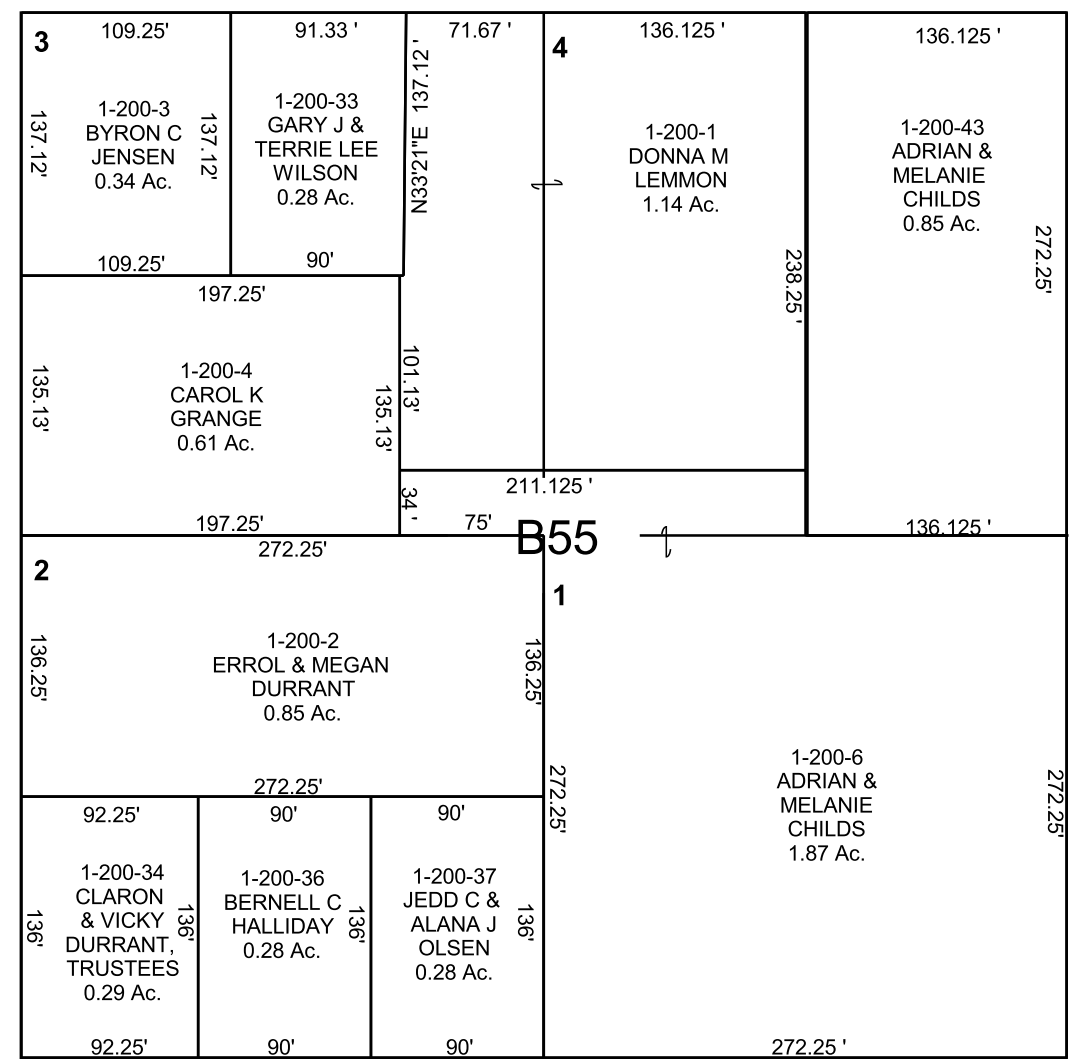 3
109.25'
137.12'
1-200-3
BYRON C
JENSEN
0.34 Ac.
137.12'
109.25'
91.33 '
1-200-33
GARY J &
TERRIE LEE
WILSON
0.28 Ac.
90'
N33'21"E 137.12 '
71.67 '
4
136.125 '
1-200-1
DONNA M
LEMMON
1.14 Ac.
238.25 '
136.125 '
1-200-43
ADRIAN &
MELANIE
CHILDS
0.85 Ac.
272.25'
136.125 '
197.25'
135.13'
1-200-4
CAROL K
GRANGE
0.61 Ac.
135.13'
197.25'
101.13'
34 '
211.125 '
75'
B55
2
272.25'
136.25'
1-200-2
ERROL & MEGAN
DURRANT
0.85 Ac.
136.25'
272.25'
1
272.25'
1-200-6
ADRIAN &
MELANIE
CHILDS
1.87 Ac.
272.25'
272.25 '
92.25'
136'
1-200-34
CLARON
& VICKY
DURRANT,
TRUSTEES
0.29 Ac.
136'
92.25'
90'
1-200-36
BERNELL C
HALLIDAY
0.28 Ac.
136'
90'
90'
1-200-37
JEDD C &
ALANA J
OLSEN
0.28 Ac.
136'
90'